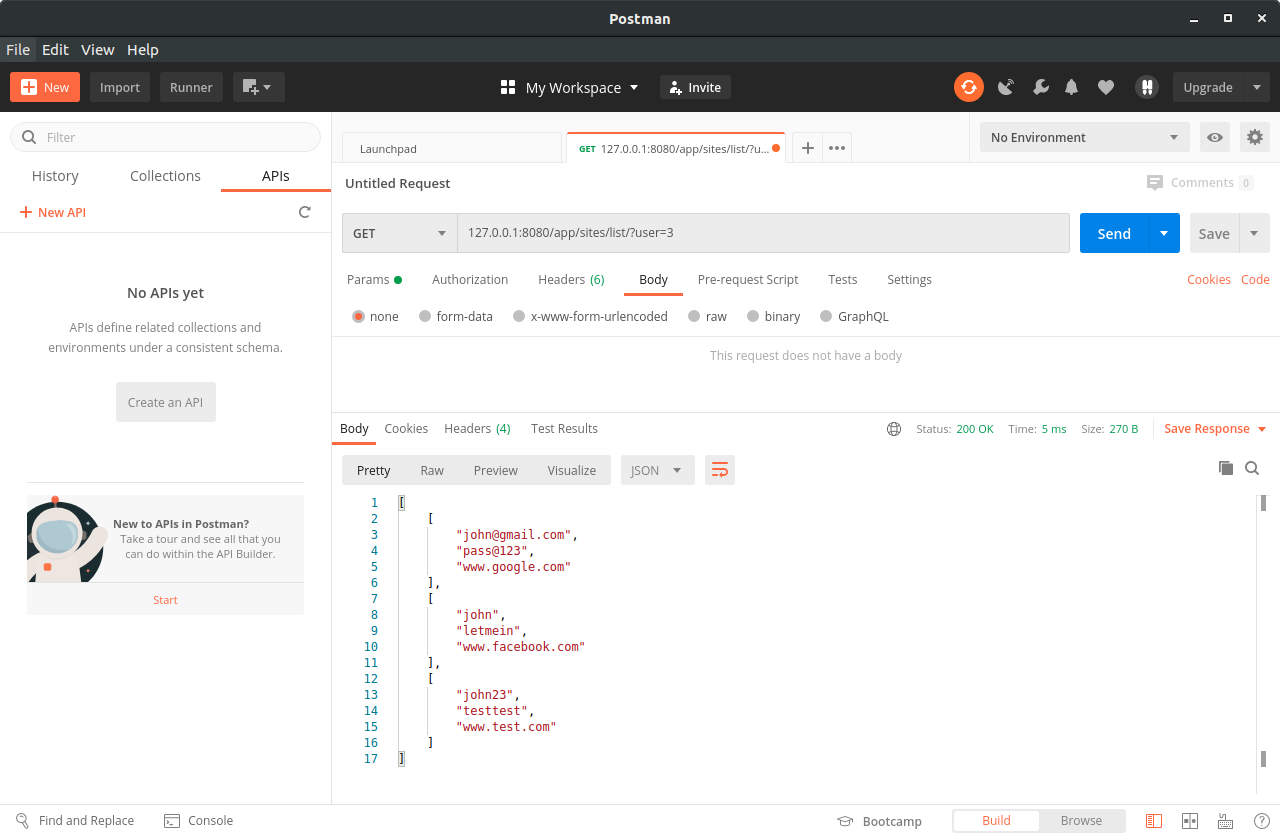 Postman
File Edit View Help
New Import Runner My Workspace Invite Upgrade
Filter
History Collections APIs
New API
No APIs yet
APIs define related collections and
environments under a consistent schema.
Create an API
New to APIs in Postman?
Take a tour and see all that you
can do within the API Builder.
Start
Launchpad GET 127.0.0.1:8080/app/sites/list/?u... No Environment
Untitled Request Comments 0
GET 127.0.0.1:8080/app/sites/list/?user=3 Send Save
Params Authorization Headers (6) Body Pre-request Script Tests Settings Cookies Code
none form-data x-www-form-urlencoded raw binary GraphQL
This request does not have a body
Body Cookies Headers (4) Test Results Status: 200 OK Time: 5 ms Size: 270 B Save Response
Pretty Raw Preview Visualize JSON
1 [
2 [
3 "john@gmail.com",
4 "pass@123",
5 "www.google.com"
6 ],
7 [
8 "john",
9 "letmein",
10 "www.facebook.com"
11 ],
12 [
13 "john23",
14 "testtest",
15 "www.test.com"
16 ]
17 ]
Find and Replace Console Bootcamp Build Browse